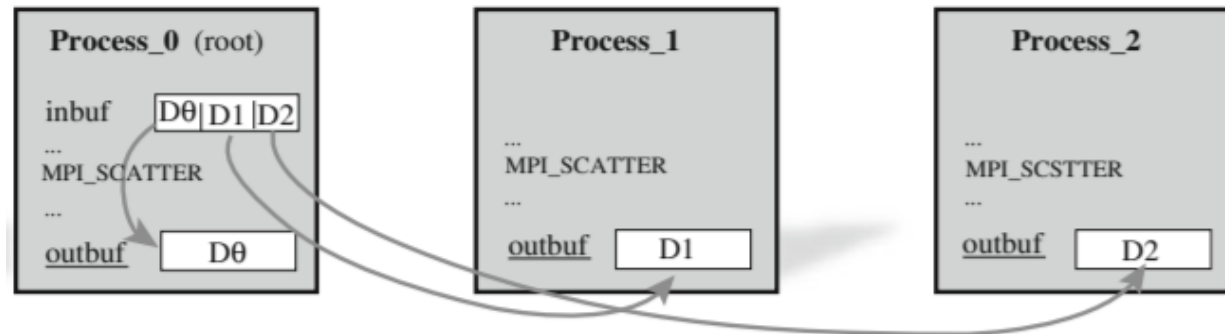 Process_0 (root)
inbuf Dθ| D1 |D2
...
MPI_SCATTER
...
outbuf Dθ
Process_1
...
MPI_SCATTER
...
outbuf D1
Process_2
...
MPI_SCSTTER
...
outbuf D2